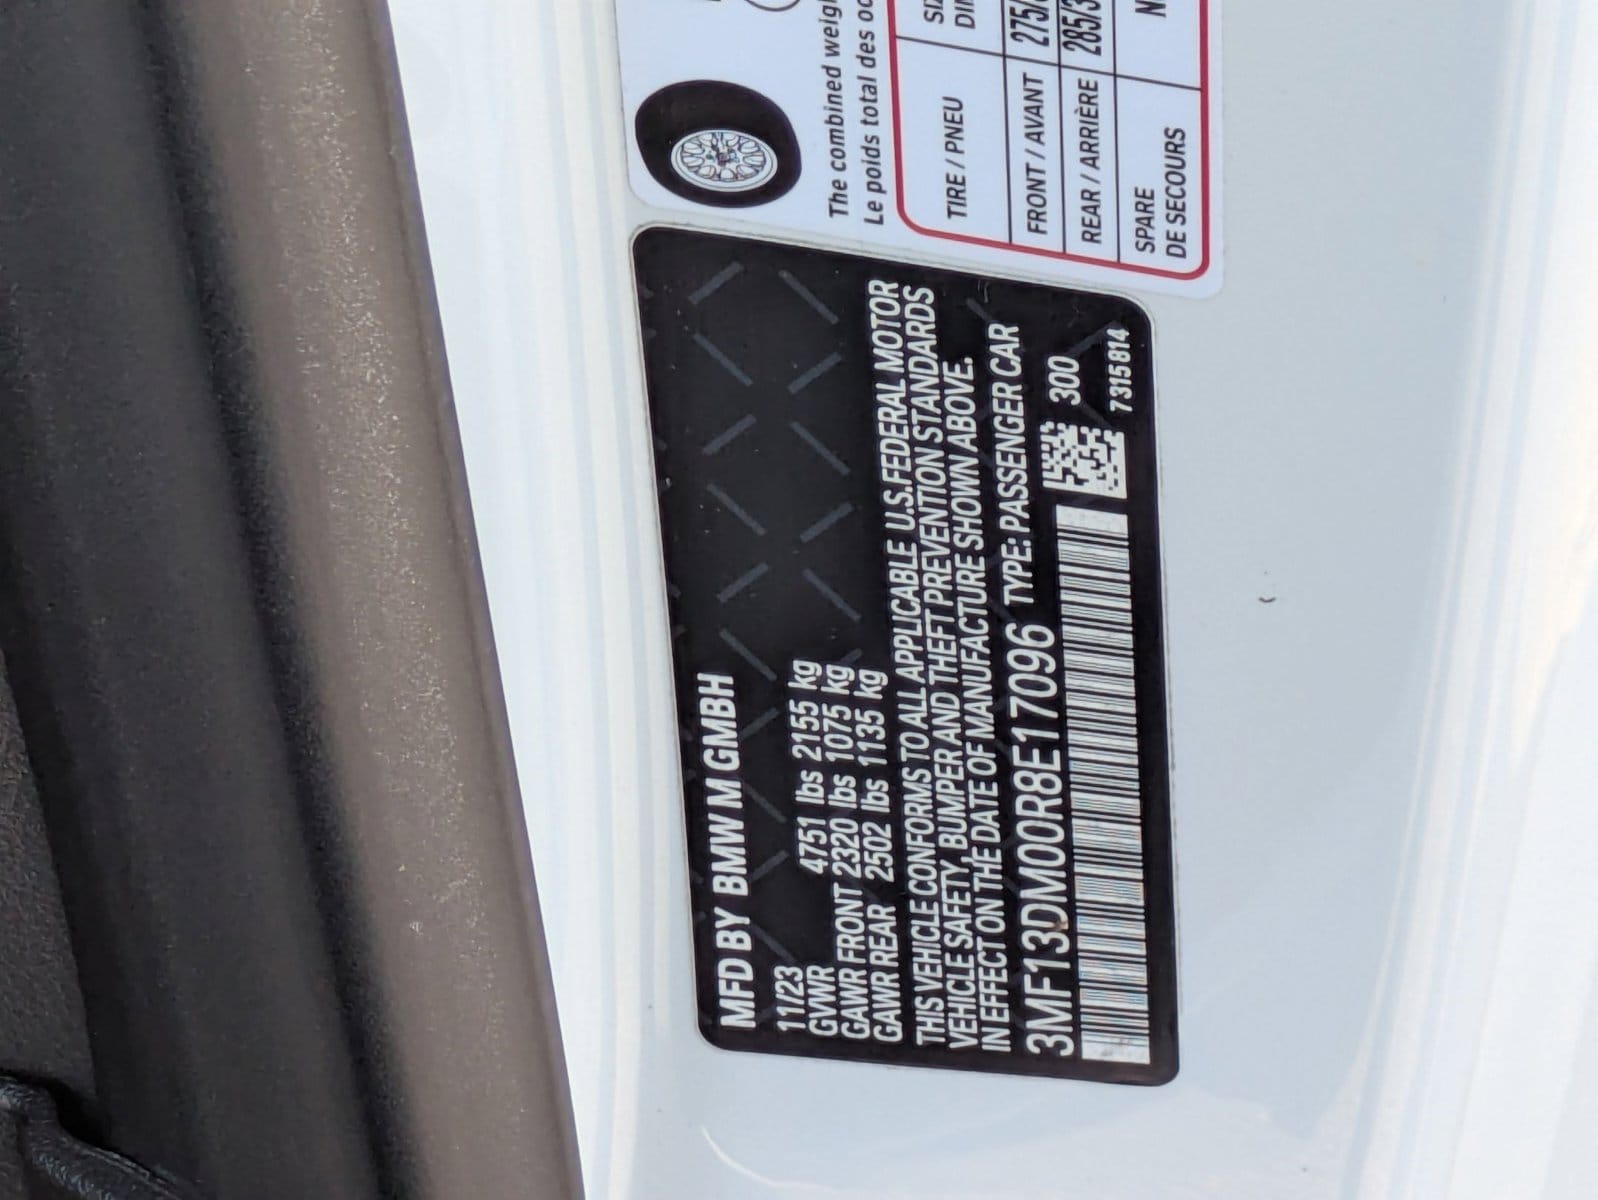 MFD BY BMW M GMBH
11/23
GVWR 4751 lbs 2155 kg
GAWR FRONT 2320 lbs 1075 kg
GAWR REAR 2502 lbs 1135 kg
THIS VEHICLE CONFORMS TO ALL APPLICABLE U.S.FEDERAL MOTOR
VEHICLE SAFETY, BUMPER AND THEFT PREVENTION STANDARDS
IN EFFECT ON THE DATE OF MANUFACTURE SHOWN ABOVE.
3MF13DM00R8E17096 TYPE: PASSENGER CAR
300
7315814
The combined
Le poids total des
TIRE / PNEU
FRONT / AVANT 275/
REAR / ARRIÈRE 285/3
SPARE
DE SECOURS